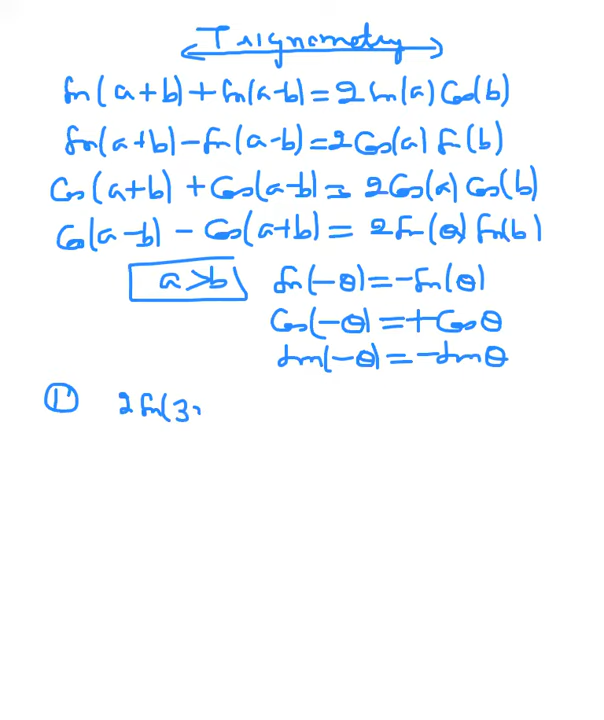 Trignometry
Sin(a+b)+Sin(a-b)=2Sin(a)Cos(b)
Sin(a+b)-Sin(a-b)=2Cos(a)Sin(b)
Cos(a+b)+Cos(a-b)=2Cos(a)Cos(b)
Cos(a-b)-Cos(a+b)=2Sin(a)Sin(b)
a>b Sin(-θ)=-Sin(θ)
Cos(-θ)=+Cosθ
tan(-θ)=-tanθ
① 2Sin(3